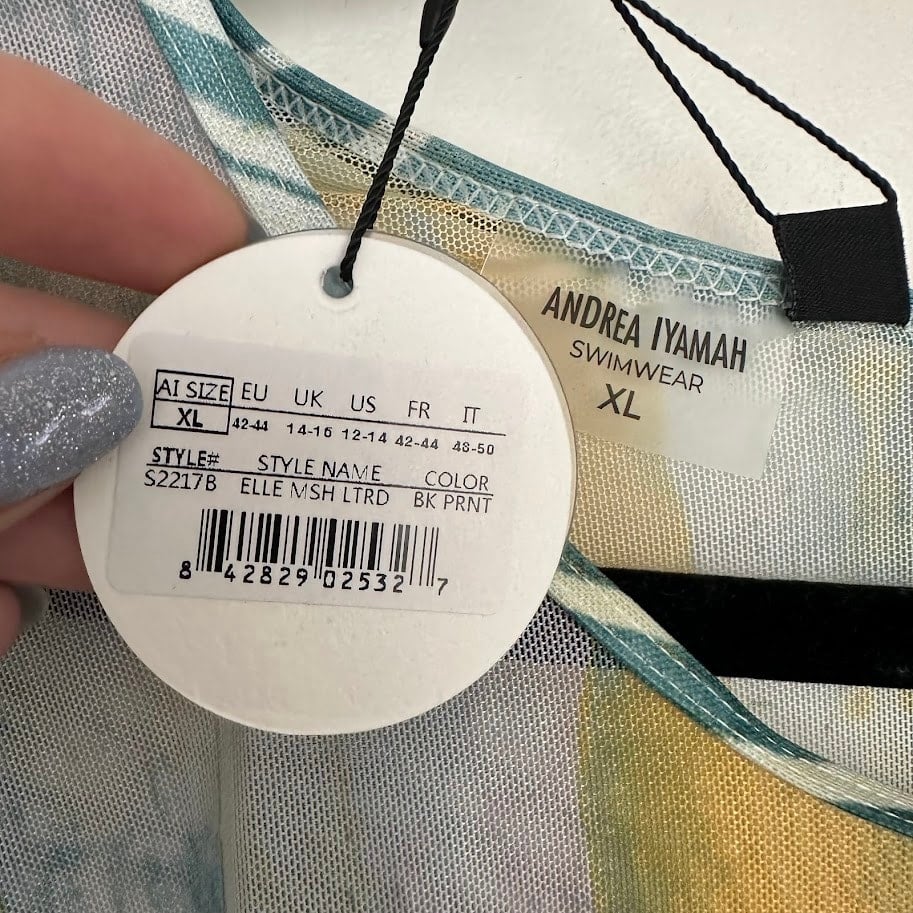 AI SIZE EU UK US FR IT
XL 42-44 14-16 12-14 42-44 48-50
STYLE# STYLE NAME COLOR
S2217B ELLE MSH LTRD BK PRNT
8 42829 02532 7
ANDREA IYAMAH
SWIMWEAR
XL